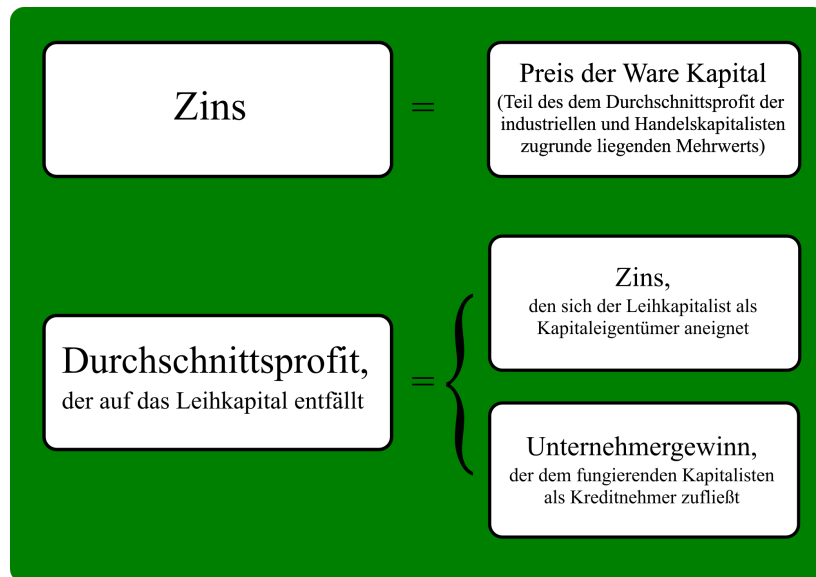 Zins
=
Preis der Ware Kapital
(Teil des dem Durchschnittsprofit der
industriellen und Handelskapitalisten
zugrunde liegenden Mehrwerts)
Durchschnittsprofit,
der auf das Leihkapital entfällt
=
Zins,
den sich der Leihkapitalist als
Kapitaleigentümer aneignet
Unternehmergewinn,
der dem fungierenden Kapitalisten
als Kreditnehmer zufließt